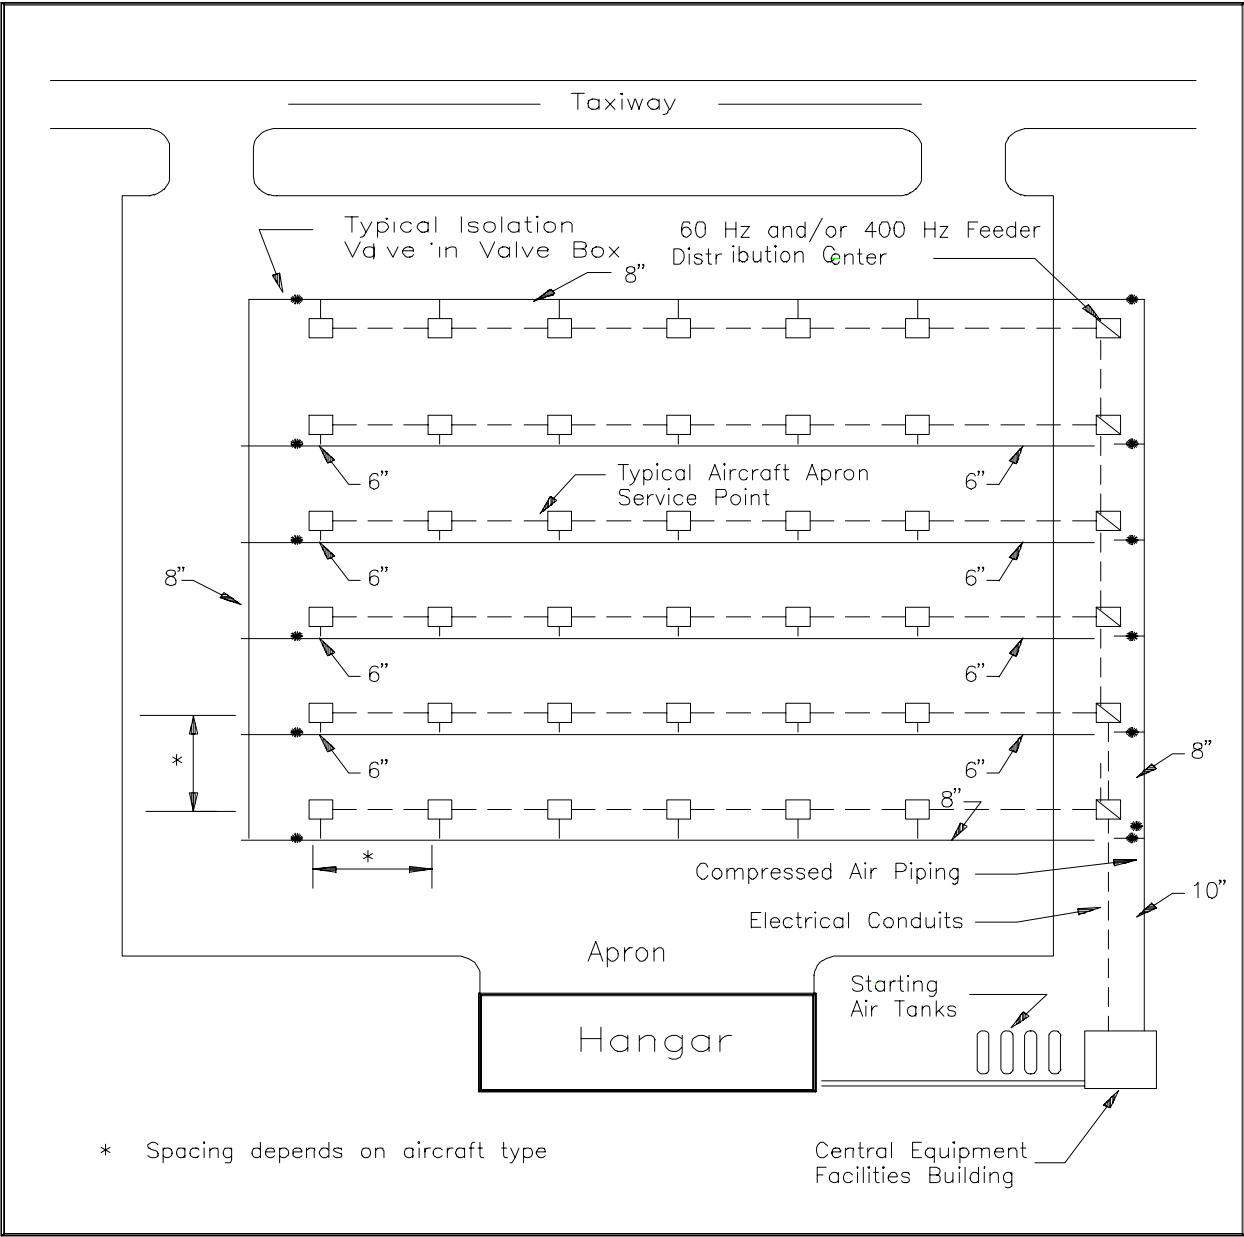 Taxiway
Typical Isolation
Valve in Valve Box
60 Hz and/or 400 Hz Feeder
Distribution Center
8”
6”
6”
Typical Aircraft Apron
Service Point
6”
6”
8”
6”
6”
*
6”
6”
8”
8”
*
Compressed Air Piping
10”
Electrical Conduits
Apron
Starting
Air Tanks
Hangar
* Spacing depends on aircraft type
Central Equipment
Facilities Building